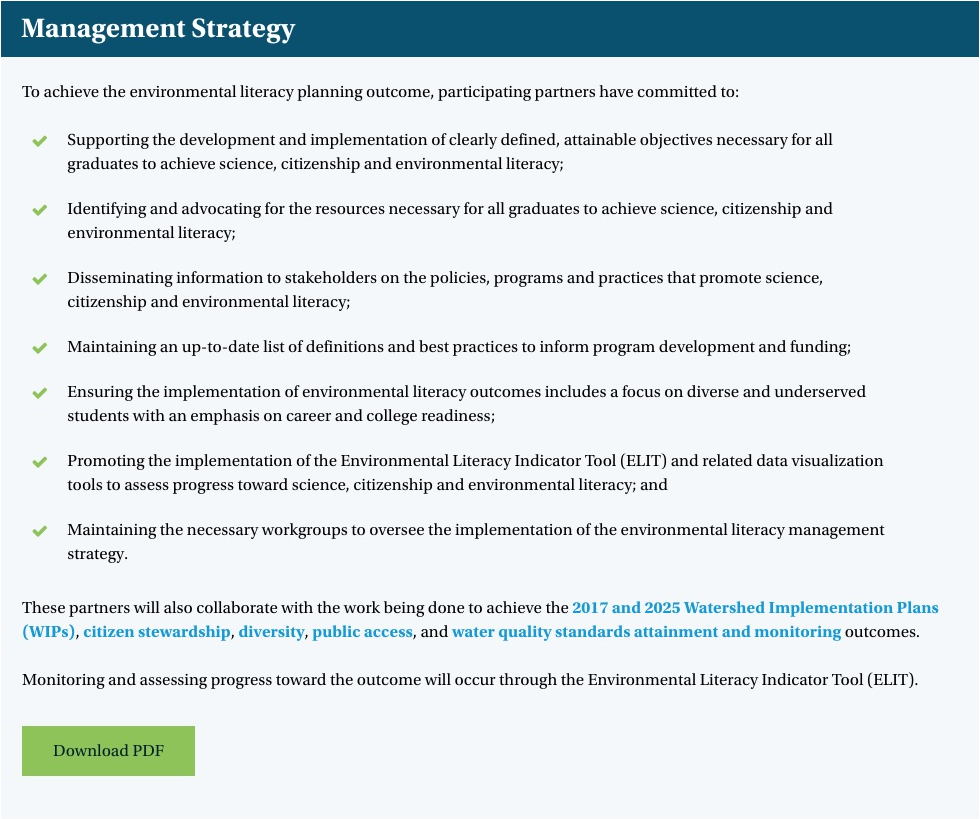 Management Strategy
To achieve the environmental literacy planning outcome, participating partners have committed to:
Supporting the development and implementation of clearly defined, attainable objectives necessary for all
graduates to achieve science, citizenship and environmental literacy;
Identifying and advocating for the resources necessary for all graduates to achieve science, citizenship and
environmental literacy;
Disseminating information to stakeholders on the policies, programs and practices that promote science,
citizenship and environmental literacy;
Maintaining an up-to-date list of definitions and best practices to inform program development and funding;
Ensuring the implementation of environmental literacy outcomes includes a focus on diverse and underserved
students with an emphasis on career and college readiness;
Promoting the implementation of the Environmental Literacy Indicator Tool (ELIT) and related data visualization
tools to assess progress toward science, citizenship and environmental literacy; and
Maintaining the necessary workgroups to oversee the implementation of the environmental literacy management
strategy.
These partners will also collaborate with the work being done to achieve the 2017 and 2025 Watershed Implementation Plans
(WIPs), citizen stewardship, diversity, public access, and water quality standards attainment and monitoring outcomes.
Monitoring and assessing progress toward the outcome will occur through the Environmental Literacy Indicator Tool (ELIT).
Download PDF